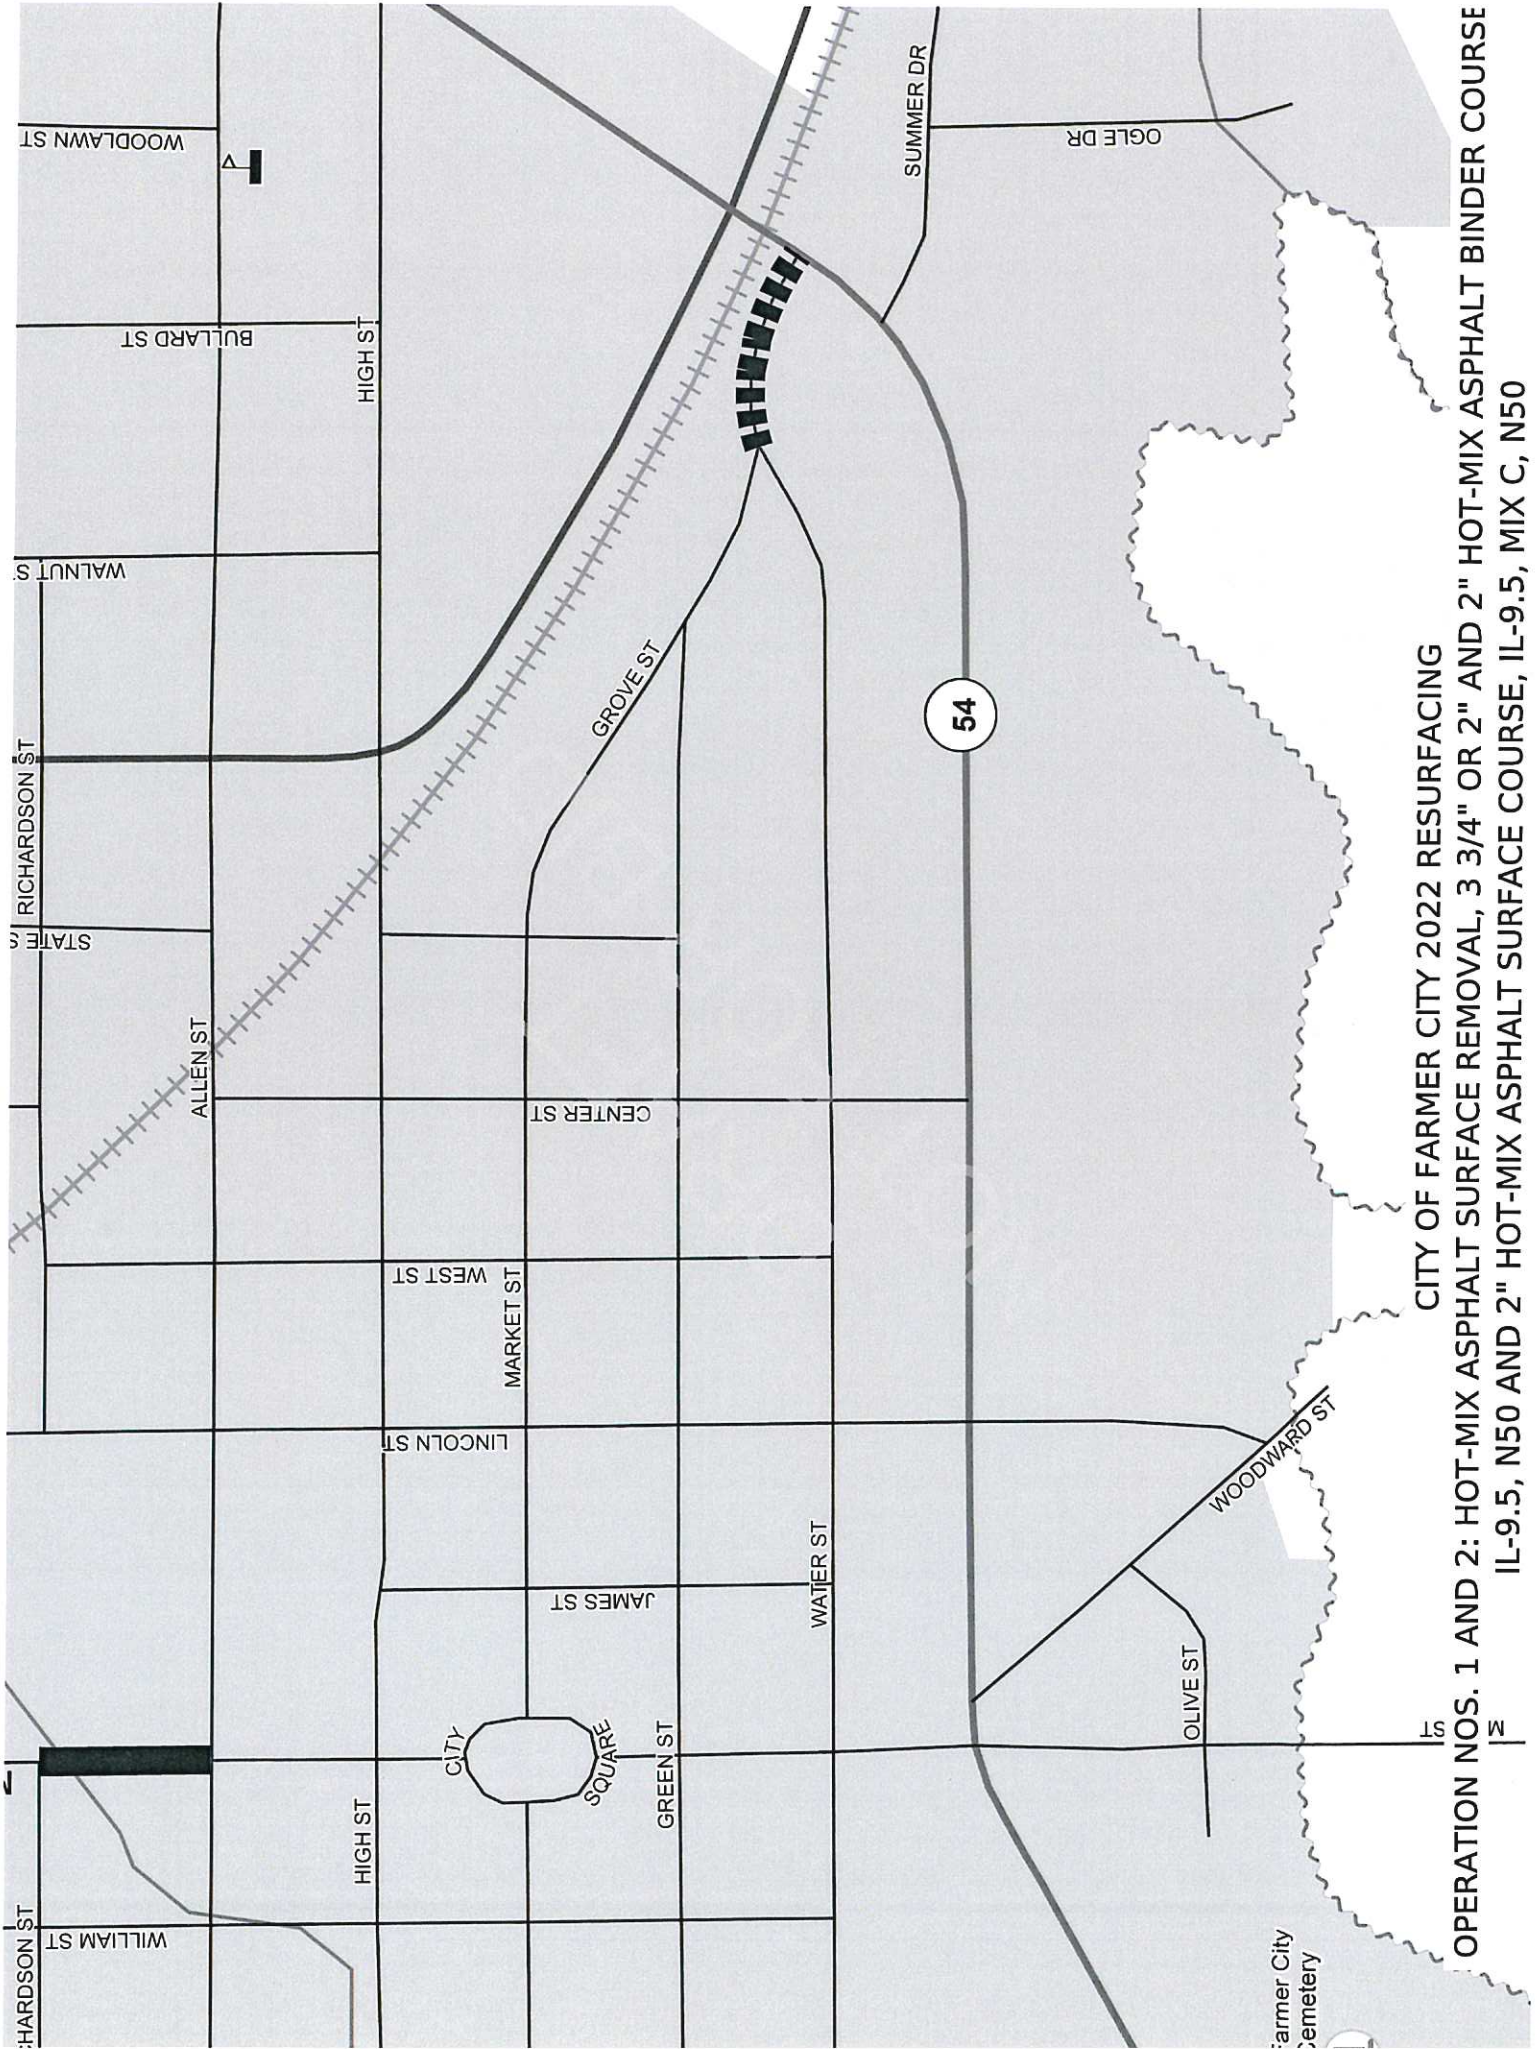 WOODLAWN ST
BULLARD ST
HIGH ST
SUMMER DR
OGLE DR
WALNUT S
RICHARDSON ST
STATE S
GROVE ST
54
ALLEN ST
CENTER ST
WEST ST
MARKET ST
LINCOLN ST
WOODWARD ST
JAMES ST
WATER ST
CITY
SQUARE
GREEN ST
HIGH ST
OLIVE ST
M
ST
CHARDSON ST
WILLIAM ST
Farmer City
Cemetery
CITY OF FARMER CITY 2022 RESURFACING
OPERATION NOS. 1 AND 2: HOT-MIX ASPHALT SURFACE REMOVAL, 3 3/4" OR 2" AND 2" HOT-MIX ASPHALT BINDER COURSE
IL-9.5, N50 AND 2" HOT-MIX ASPHALT SURFACE COURSE, IL-9.5, MIX C, N50